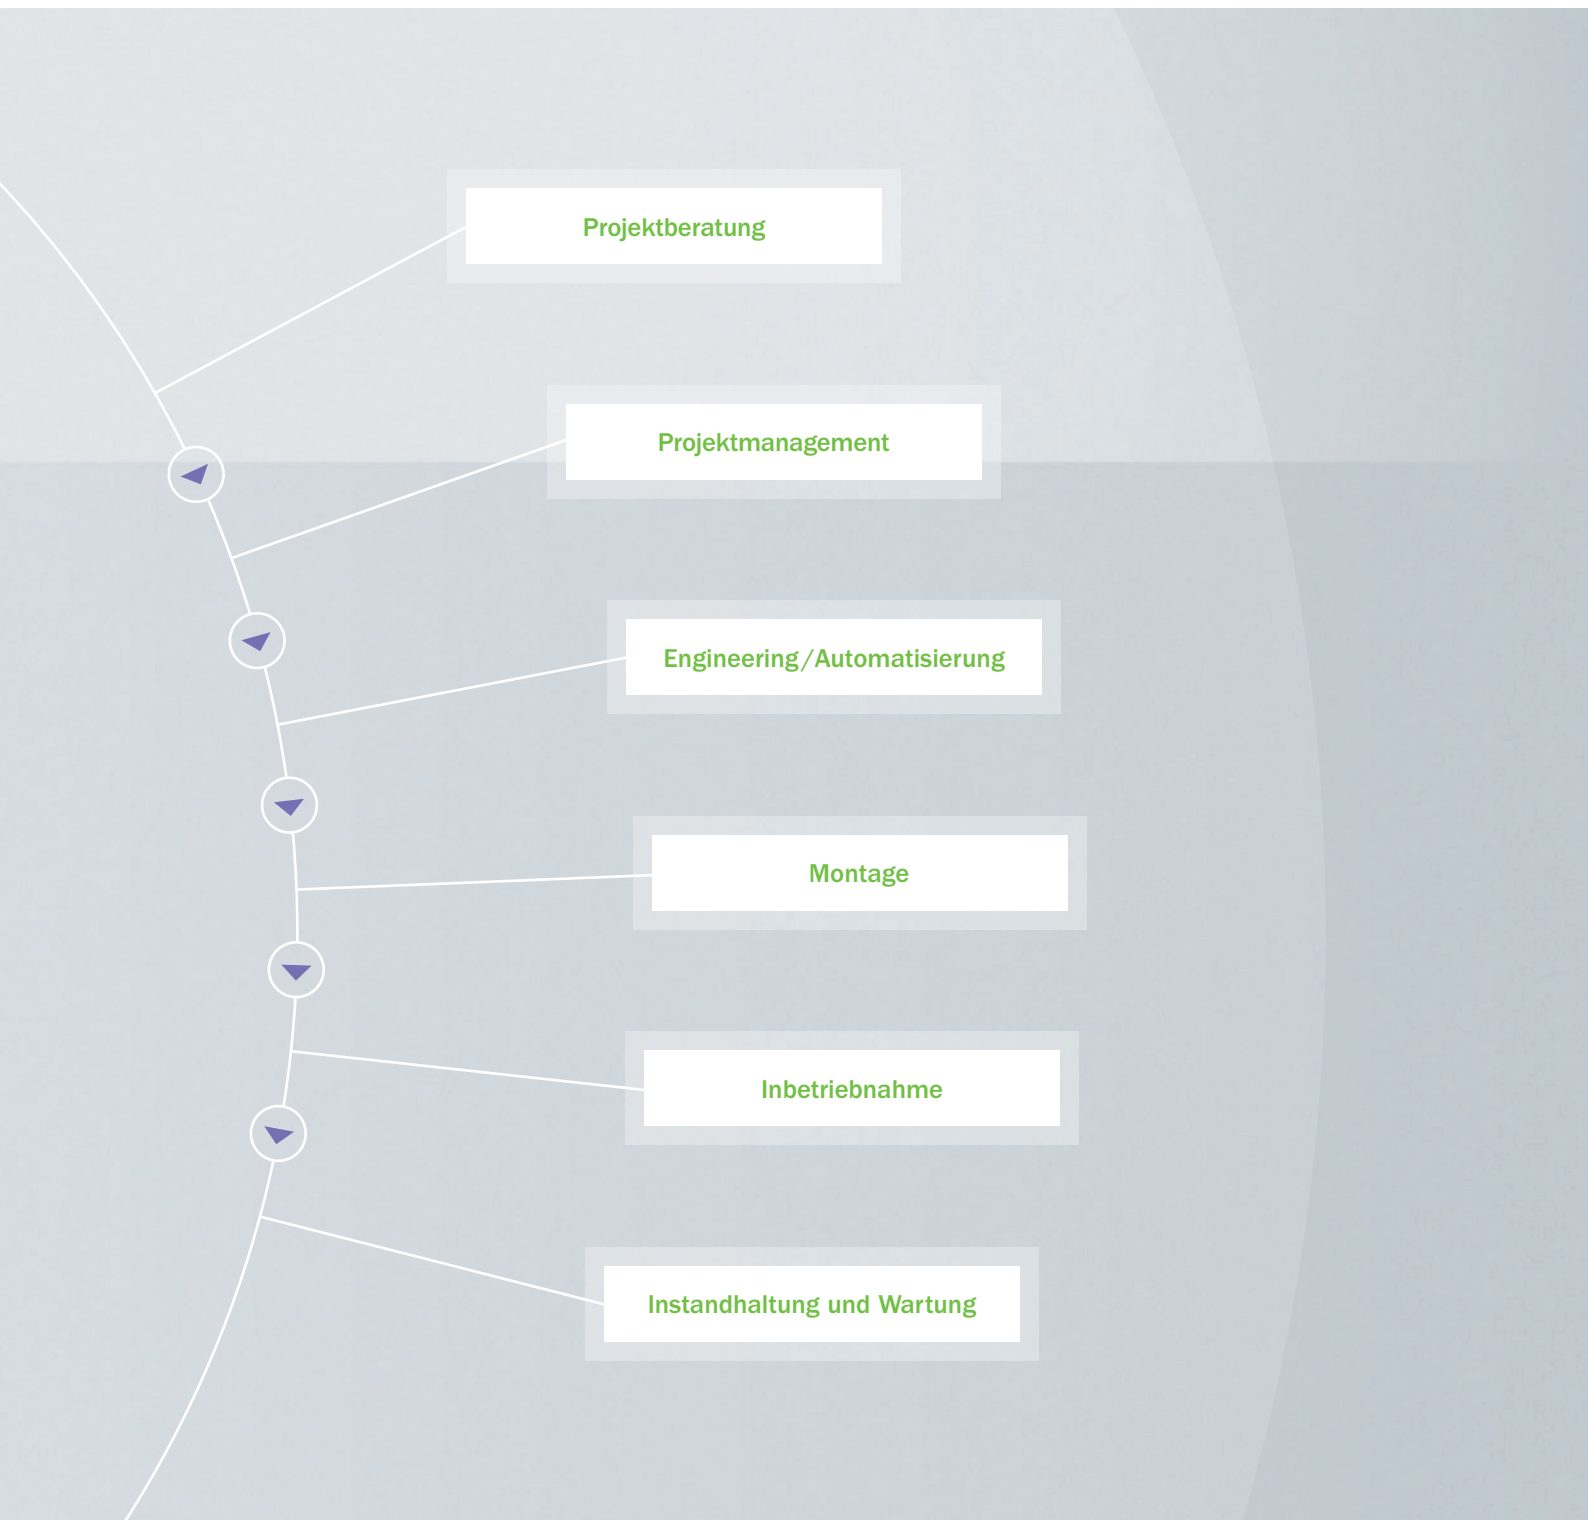 Projektberatung
Projektmanagement
Engineering/Automatisierung
Montage
Inbetriebnahme
Instandhaltung und Wartung